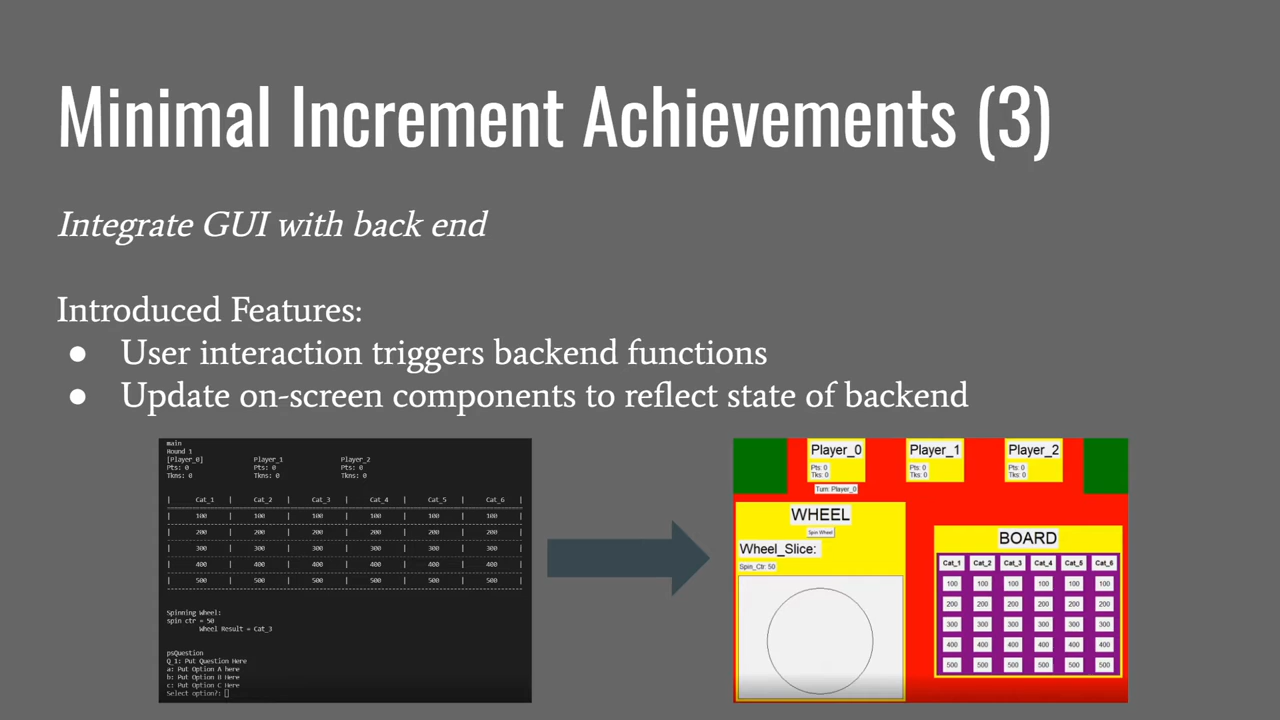 Minimal Increment Achievements (3)
Integrate GUI with back end
Introduced Features:
● User interaction triggers backend functions
● Update on-screen components to reflect state of backend
main
Round 1
[Player_0] Player_1 Player_2
Pts: 0 Pts: 0 Pts: 0
Tkns: 0 Tkns: 0 Tkns: 0
| Cat_1 | Cat_2 | Cat_3 | Cat_4 | Cat_5 | Cat_6 |
| 100 | 100 | 100 | 100 | 100 | 100 |
| 200 | 200 | 200 | 200 | 200 | 200 |
| 300 | 300 | 300 | 300 | 300 | 300 |
| 400 | 400 | 400 | 400 | 400 | 400 |
| 500 | 500 | 500 | 500 | 500 | 500 |
Spinning Wheel:
spin ctr = 50
Wheel Result = Cat_3
psQuestion
Q_1: Put Question Here
a: Put Option A here
b: Put Option B Here
c: Put Option C Here
Select option?:
Player_0 Player_1 Player_2
Pts: 0 Pts: 0 Pts: 0
Tks: 0 Tks: 0 Tks: 0
Turn: Player_0
WHEEL
Spin Wheel
Wheel_Slice:
Spin_Ctr: 50
BOARD
Cat_1 Cat_2 Cat_3 Cat_4 Cat_5 Cat_6
100 100 100 100 100 100
200 200 200 200 200 200
300 300 300 300 300 300
400 400 400 400 400 400
500 500 500 500 500 500